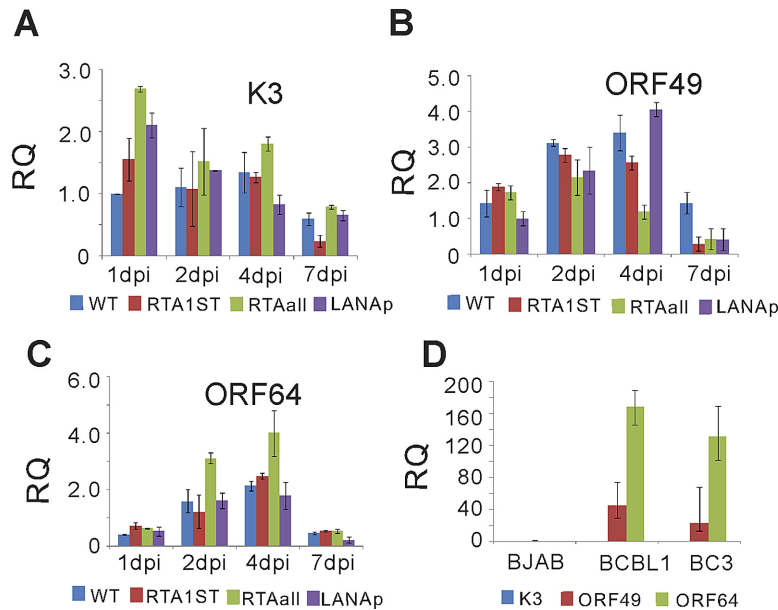 A
K3
RQ
3.0
2.0
1.0
0
1dpi 2dpi 4dpi 7dpi
WT RTA1ST RTAall LANAp
B
ORF49
RQ
5.0
4.0
3.0
2.0
1.0
0
1dpi 2dpi 4dpi 7dpi
WT RTA1ST RTAall LANAp
C
ORF64
RQ
6.0
4.0
2.0
0
1dpi 2dpi 4dpi 7dpi
WT RTA1ST RTAall LANAp
D
RQ
200
160
120
80
40
0
BJAB BCBL1 BC3
K3 ORF49 ORF64